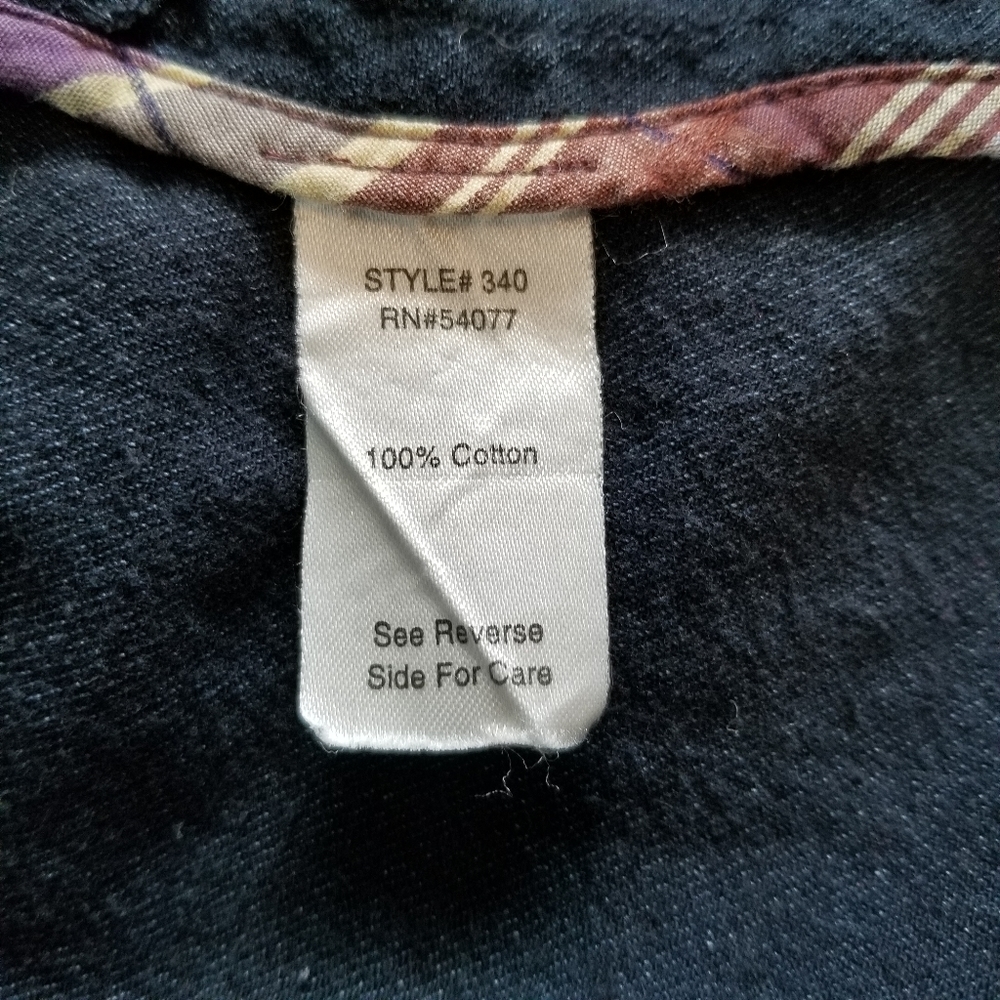 STYLE# 340
RN#54077
100% Cotton
See Reverse
Side For Care